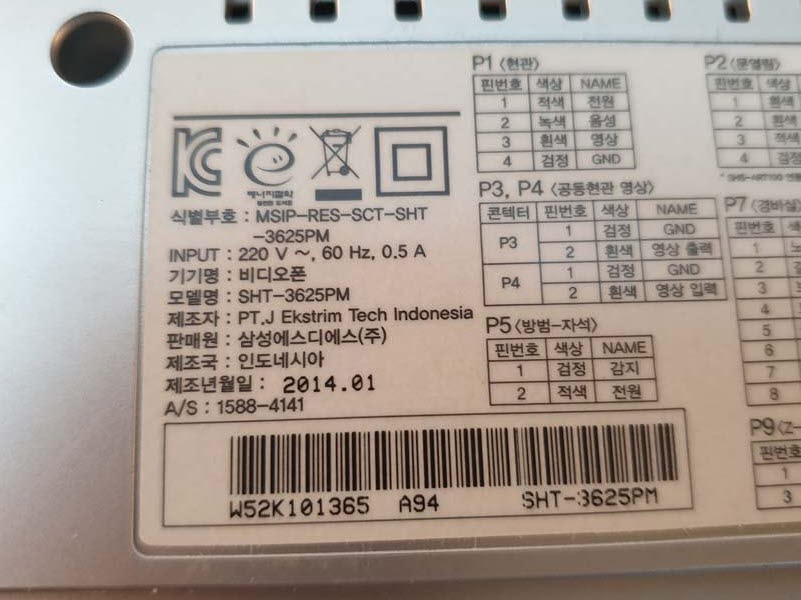 KC
에너지절약
식별부호 : MSIP-RES-SCT-SHT
-3625PM
INPUT : 220 V ~, 60 Hz, 0.5 A
기기명 : 비디오폰
모델명 : SHT-3625PM
제조자 : PT.J Ekstrim Tech Indonesia
판매원 : 삼성에스디에스(주)
제조국 : 인도네시아
제조년월일 : 2014.01
A/S : 1588-4141
P1 (현관)
핀번호 색상 NAME
1 적색 전원
2 녹색 음성
3 흰색 영상
4 검정 GND
P3, P4 (공동현관 영상)
콘텍터 핀번호 색상 NAME
P3 1 검정 GND
2 흰색 영상 출력
P4 1 검정 GND
2 흰색 영상 입력
P5 (방범-자석)
핀번호 색상 NAME
1 검정 감지
2 적색 전원
P2 (문열림)
핀번호 색상
1 흰색
2 흰색
3 적색
4 검정
P7 (경비실)
핀번호
1
2
3
4
5
6
7
8
P9 (Z-
핀번호
1
3
W52K101365 A94 SHT-3625PM